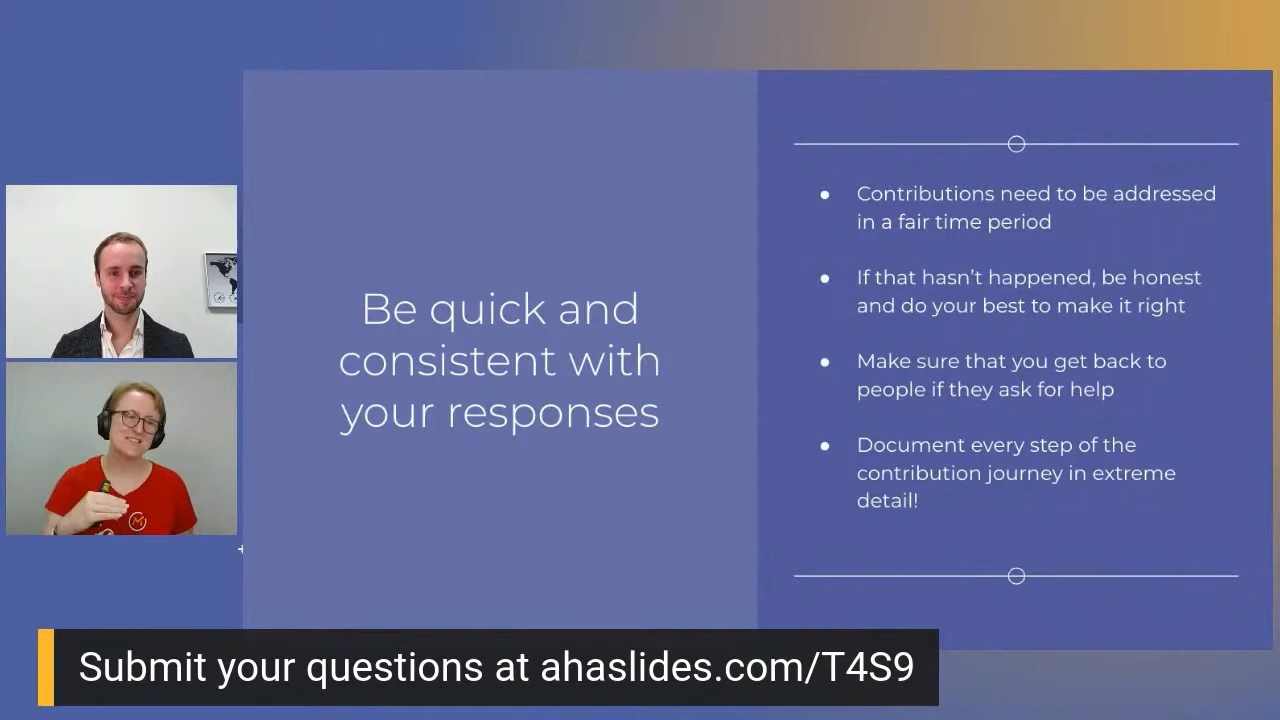 Be quick and
consistent with
your responses
● Contributions need to be addressed
in a fair time period
● If that hasn’t happened, be honest
and do your best to make it right
● Make sure that you get back to
people if they ask for help
● Document every step of the
contribution journey in extreme
detail!
Submit your questions at ahaslides.com/T4S9